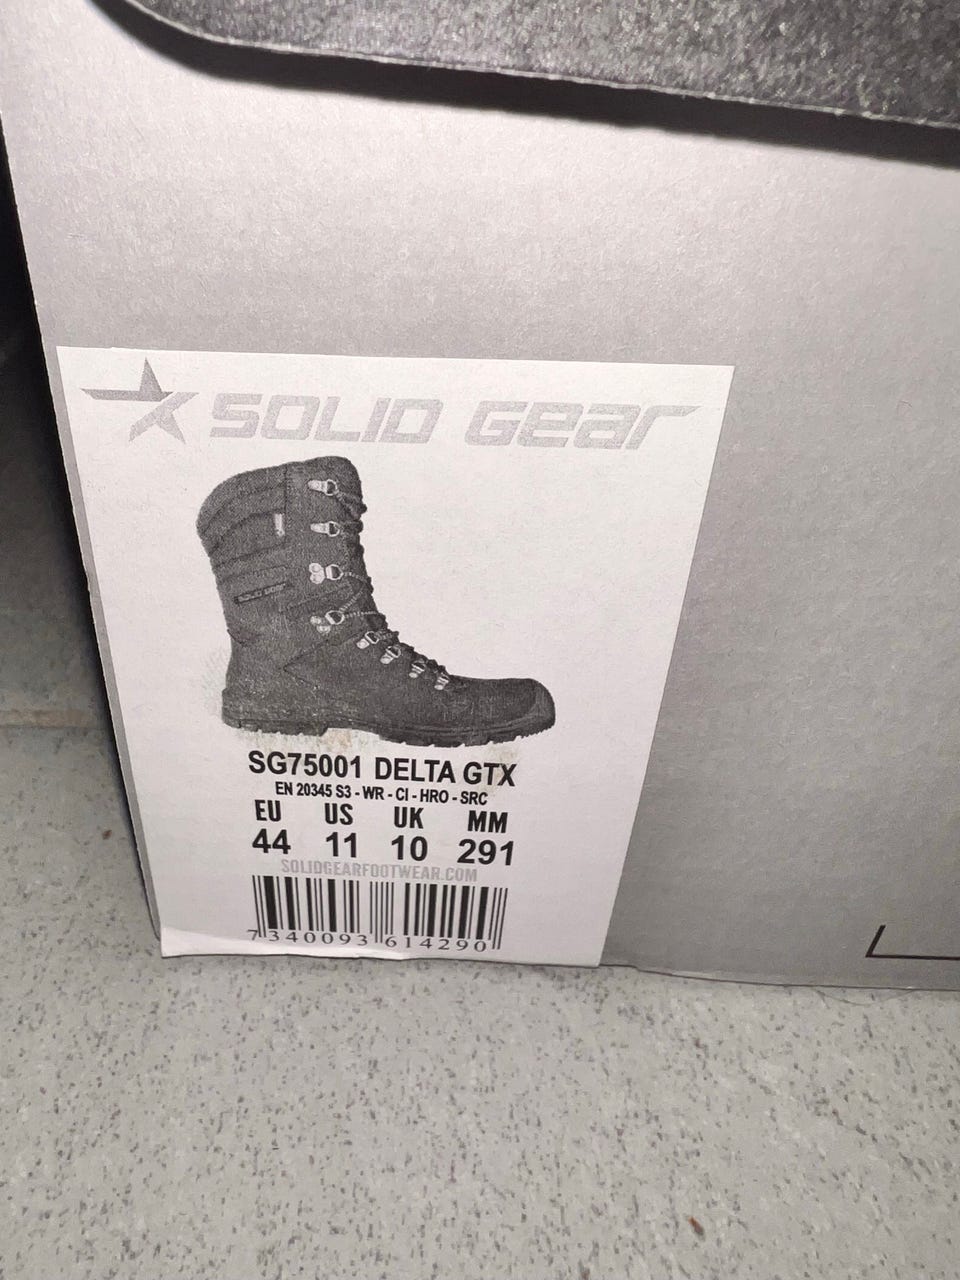 SOLID GEAR
SG75001 DELTA GTX
EN 20345 S3 - WR - CI - HRO - SRC
EU US UK MM
44 11 10 291
SOLIDGEARFOOTWEAR.COM
7 340093 614290